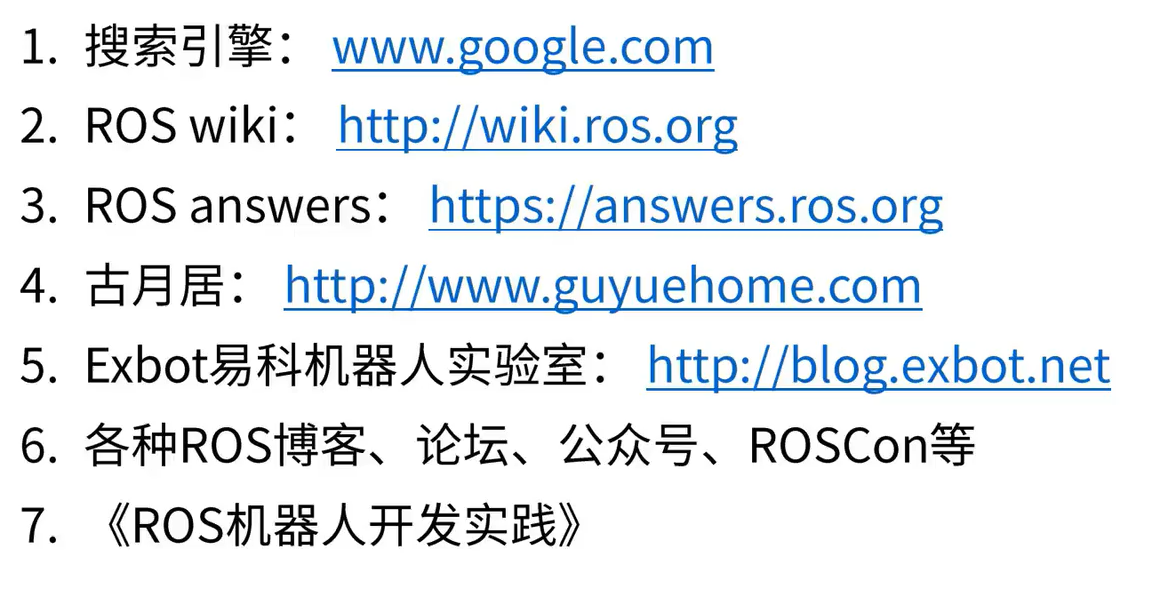 1. 搜索引擎： www.google.com
2. ROS wiki： http://wiki.ros.org
3. ROS answers： https://answers.ros.org
4. 古月居： http://www.guyuehome.com
5. Exbot易科机器人实验室： http://blog.exbot.net
6. 各种ROS博客、论坛、公众号、ROSCon等
7. 《ROS机器人开发实践》